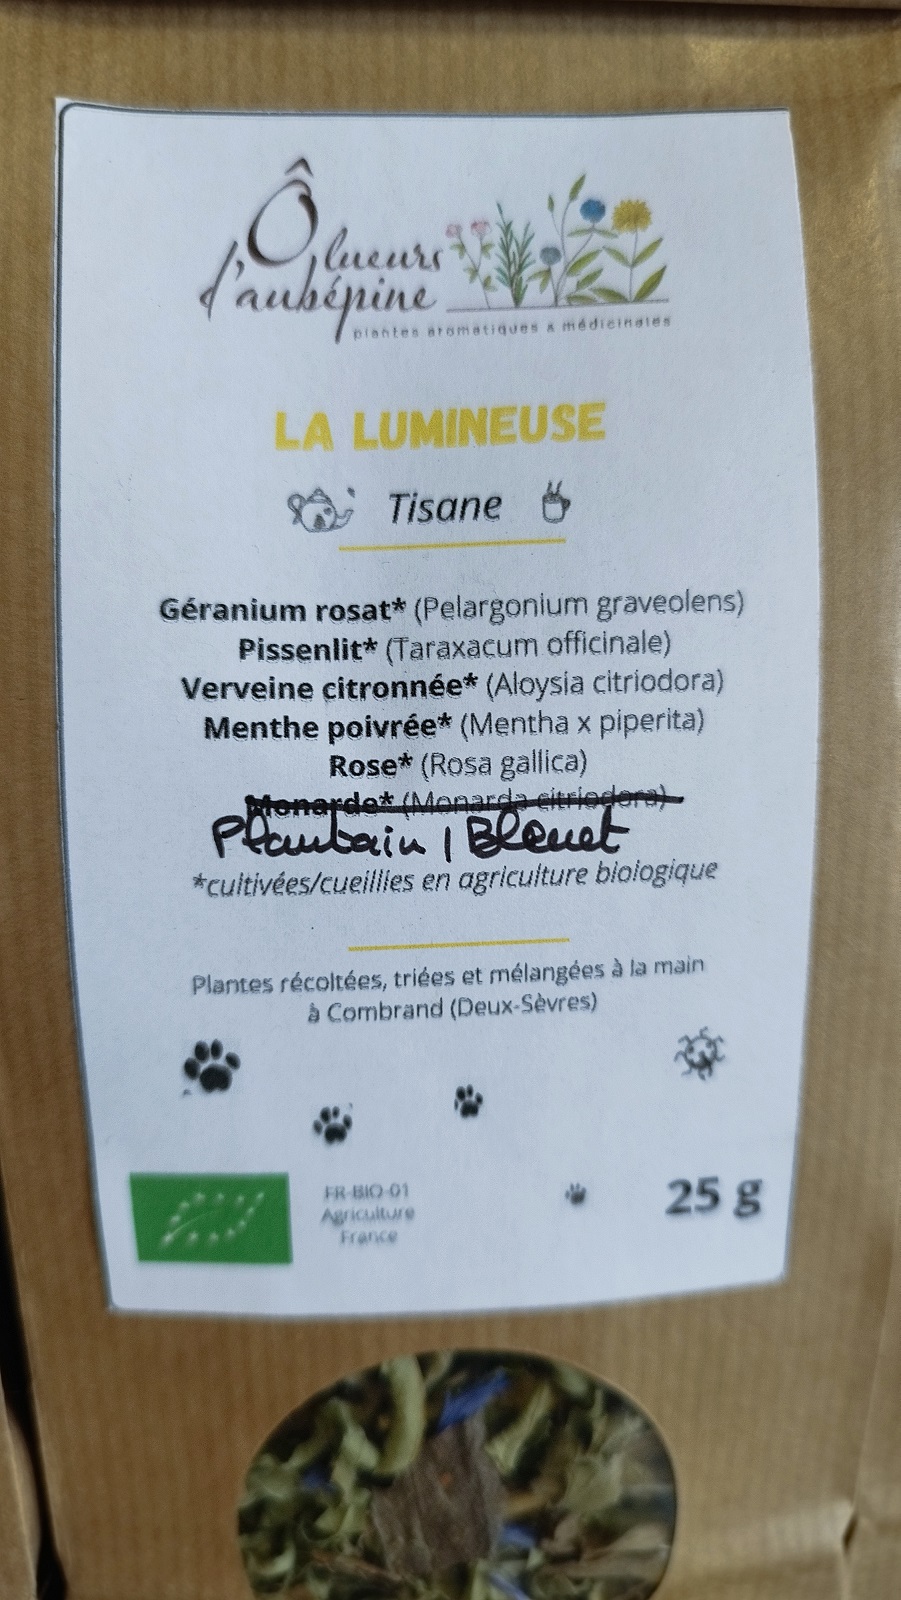 Ô lueurs
d'aubépine
plantes aromatiques & médicinales
LA LUMINEUSE
Tisane
Géranium rosat* (Pelargonium graveolens)
Pissenlit* (Taraxacum officinale)
Verveine citronnée* (Aloysia citriodora)
Menthe poivrée* (Mentha x piperita)
Rose* (Rosa gallica)
Monarde* (Monarda citriodora)
Plantain / Bleuet
*cultivées/cueillies en agriculture biologique
Plantes récoltées, triées et mélangées à la main
à Combrand (Deux-Sèvres)
FR-BIO-01
Agriculture
France
25 g